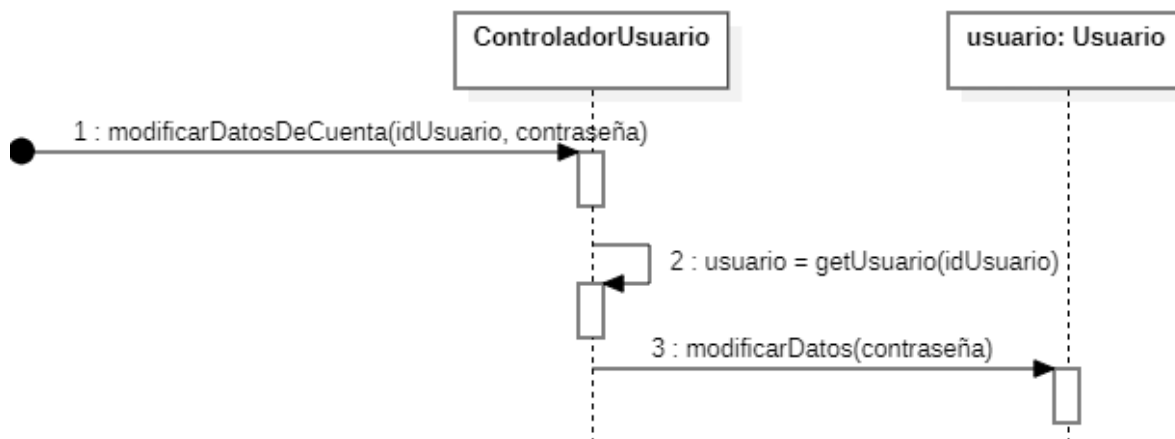 ControladorUsuario
usuario: Usuario
1 : modificarDatosDeCuenta(idUsuario, contraseña)
2 : usuario = getUsuario(idUsuario)
3 : modificarDatos(contraseña)